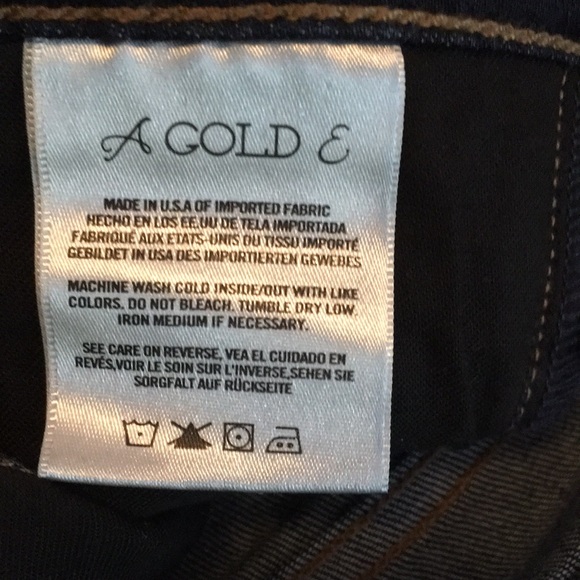 A GOLD E
MADE IN U.S.A OF IMPORTED FABRIC
HECHO EN LOS EE.UU DE TELA IMPORTADA
FABRIQUÉ AUX ETATS-UNIS DU TISSU IMPORTÉ
GEBILDET IN USA DES IMPORTIERTEN GEWEBES
MACHINE WASH COLD INSIDE/OUT WITH LIKE
COLORS. DO NOT BLEACH. TUMBLE DRY LOW.
IRON MEDIUM IF NECESSARY.
SEE CARE ON REVERSE, VEA EL CUIDADO EN
REVÉS,VOIR LE SOIN SUR L'INVERSE,SEHEN SIE
SORGFALT AUF RÜCKSEITE